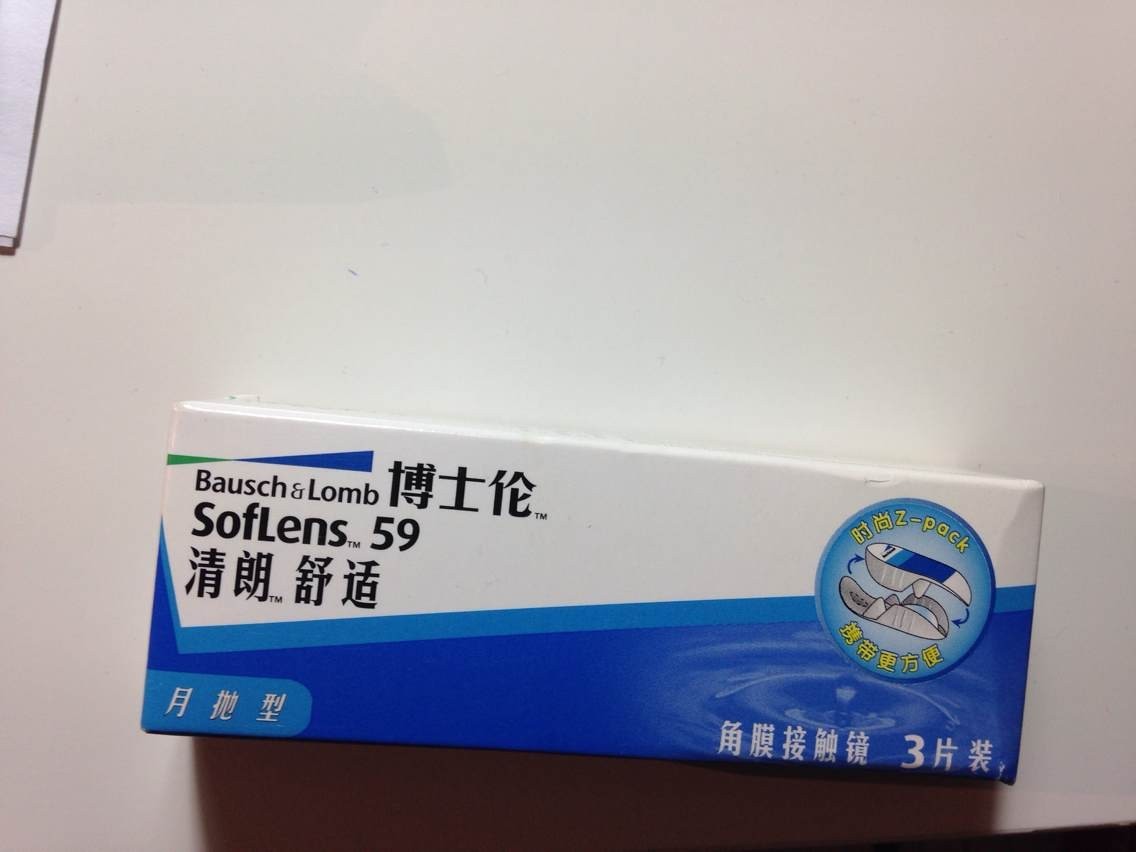 Bausch & Lomb 博士伦™
SofLens™ 59
清朗™ 舒适
时尚Z-pack
携带更方便
月抛型
角膜接触镜 3片装